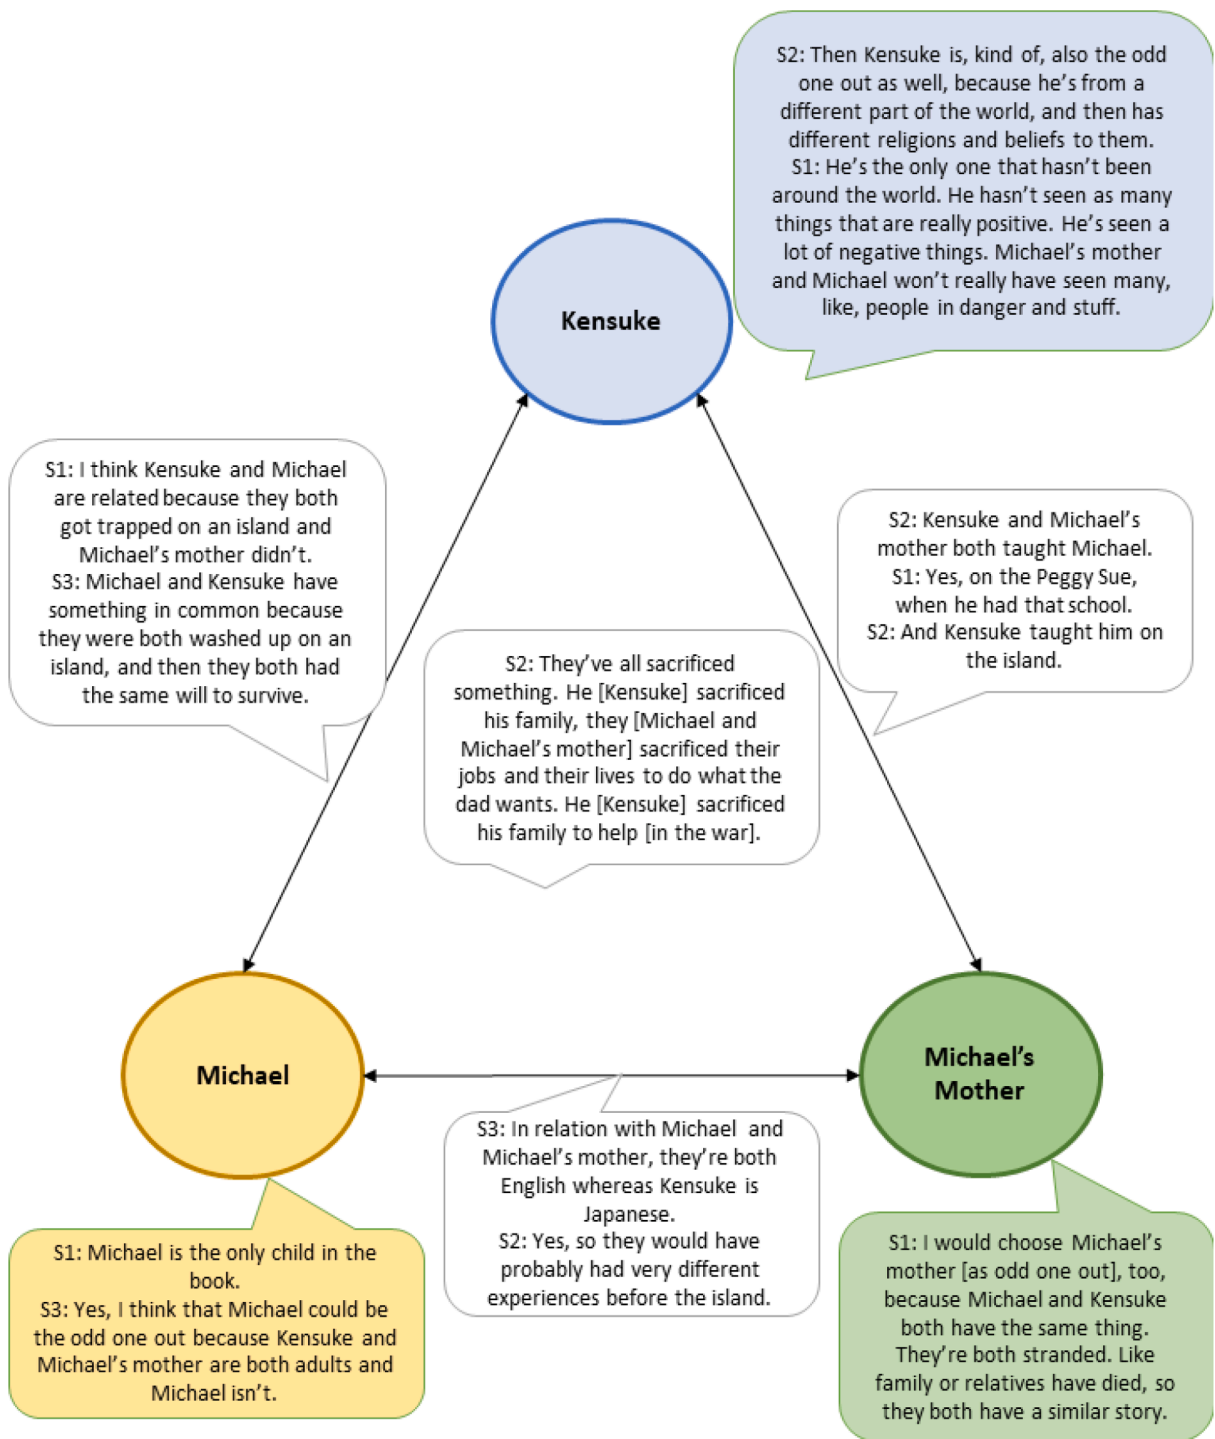 S2: Then Kensuke is, kind of, also the odd
one out as well, because he’s from a
different part of the world, and then has
different religions and beliefs to them.
S1: He’s the only one that hasn’t been
around the world. He hasn’t seen as many
things that are really positive. He’s seen a
lot of negative things. Michael’s mother
and Michael won’t really have seen many,
like, people in danger and stuff.
Kensuke
S1: I think Kensuke and Michael
are related because they both
got trapped on an island and
Michael’s mother didn’t.
S3: Michael and Kensuke have
something in common because
they were both washed up on an
island, and then they both had
the same will to survive.
S2: Kensuke and Michael’s
mother both taught Michael.
S1: Yes, on the Peggy Sue,
when he had that school.
S2: And Kensuke taught him on
the island.
S2: They’ve all sacrificed
something. He [Kensuke] sacrificed
his family, they [Michael and
Michael’s mother] sacrificed their
jobs and their lives to do what the
dad wants. He [Kensuke] sacrificed
his family to help [in the war].
Michael
Michael’s
Mother
S3: In relation with Michael and
Michael’s mother, they’re both
English whereas Kensuke is
Japanese.
S2: Yes, so they would have
probably had very different
experiences before the island.
S1: Michael is the only child in the
book.
S3: Yes, I think that Michael could be
the odd one out because Kensuke and
Michael’s mother are both adults and
Michael isn’t.
S1: I would choose Michael’s
mother [as odd one out], too,
because Michael and Kensuke
both have the same thing.
They’re both stranded. Like
family or relatives have died, so
they both have a similar story.